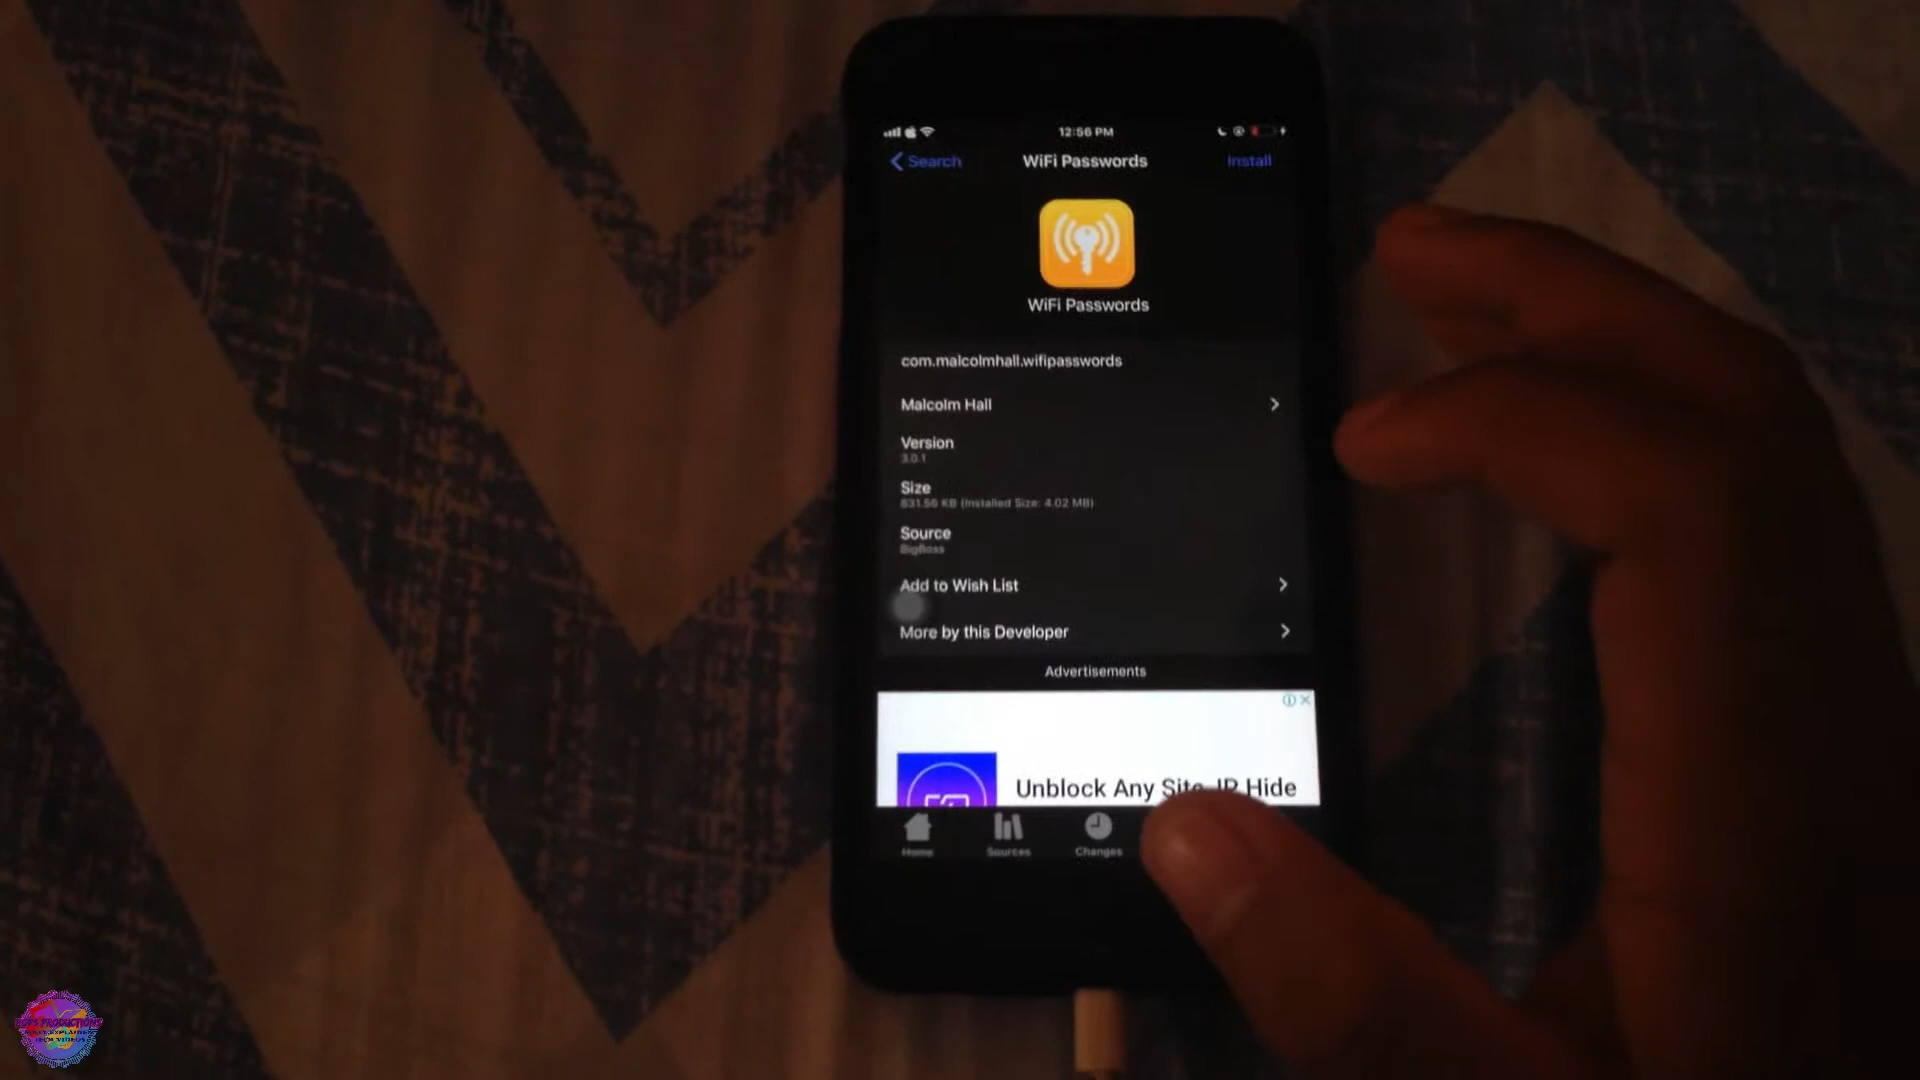 12:56 PM
Search
WiFi Passwords
Install
WiFi Passwords
com.malcolmhall.wifipasswords
Malcolm Hall
Version
3.0.1
Size
831.56 KB (Installed Size: 4.02 MB)
Source
BigBoss
Add to Wish List
More by this Developer
Advertisements
Unblock Any Site, IP Hide
Home
Sources
Changes
PRODUCTIONS